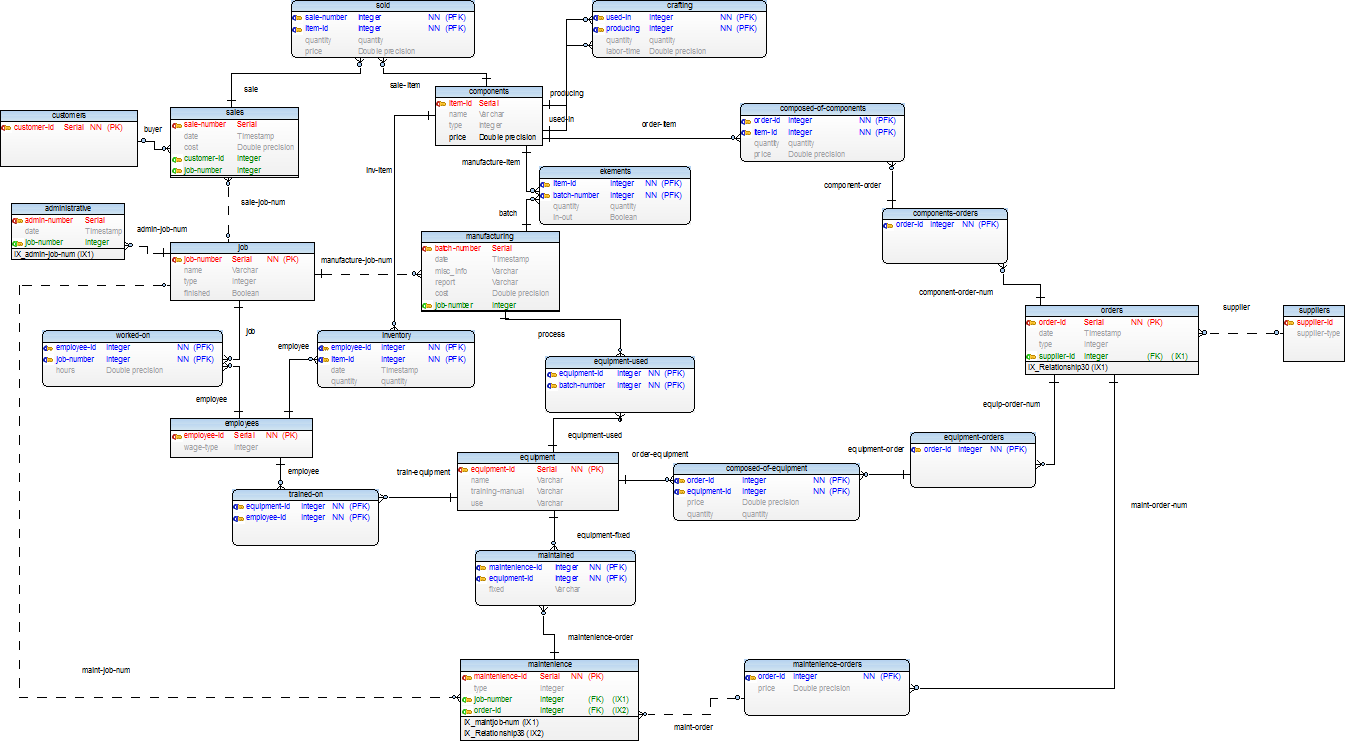 sold
sale-number Integer NN (PFK)
item-id Integer NN (PFK)
quantity quantity
price Double precision
crafting
used-in Integer NN (PFK)
producing Integer NN (PFK)
quantity quantity
labor-time Double precision
sale
sale-item
components
item-id Serial
name Varchar
type Integer
price Double precision
producing
used-in
customers
customer-id Serial NN (PK)
buyer
sales
sale-number Serial
date Timestamp
cost Double precision
customer-id Integer
job-number Integer
order-item
composed-of-components
order-id Integer NN (PFK)
item-id Integer NN (PFK)
quantity quantity
price Double precision
inv-item
manufacture-item
ekements
item-id Integer NN (PFK)
batch-number Integer NN (PFK)
quantity quantity
in-out Boolean
component-order
sale-job-num
batch
administrative
admin-number Serial
date Timestamp
job-number Integer
IX_admin-job-num (IX1)
admin-job-num
components-orders
order-id Integer NN (PFK)
job
job-number Serial NN (PK)
name Varchar
type Integer
finished Boolean
manufacture-job-num
manufacturing
batch-number Serial
date Timestamp
misc_info Varchar
report Varchar
cost Double precision
job-number Integer
component-order-num
orders
order-id Serial NN (PK)
date Timestamp
type Integer
supplier-id Integer (FK) (IX1)
IX_Relationship30 (IX1)
supplier
suppliers
supplier-id
supplier-type
worked-on
employee-id Integer NN (PFK)
job-number Integer NN (PFK)
hours Double precision
job
employee
inventory
employee-id Integer NN (PFK)
item-id Integer NN (PFK)
date Timestamp
quantity quantity
process
equipment-used
equipment-id Integer NN (PFK)
batch-number Integer NN (PFK)
employee
equip-order-num
employees
employee-id Serial NN (PK)
wage-type Integer
equipment-used
equipment-orders
order-id Integer NN (PFK)
equipment-order
employee
train-equipment
equipment
equipment-id Serial NN (PK)
name Varchar
training-manual Varchar
use Varchar
order-equipment
composed-of-equipment
order-id Integer NN (PFK)
equipment-id Integer NN (PFK)
price Double precision
quantity quantity
trained-on
equipment-id Integer NN (PFK)
employee-id Integer NN (PFK)
maint-order-num
equipment-fixed
maintained
maintenience-id Integer NN (PFK)
equipment-id Integer NN (PFK)
fixed Varchar
maintenience-order
maint-job-num
maintenience
maintenience-id Serial NN (PK)
type Integer
job-number Integer (FK) (IX1)
order-id Integer (FK) (IX2)
IX_maintjob-num (IX1)
IX_Relationship38 (IX2)
maint-order
maintenience-orders
order-id Integer NN (PFK)
price Double precision